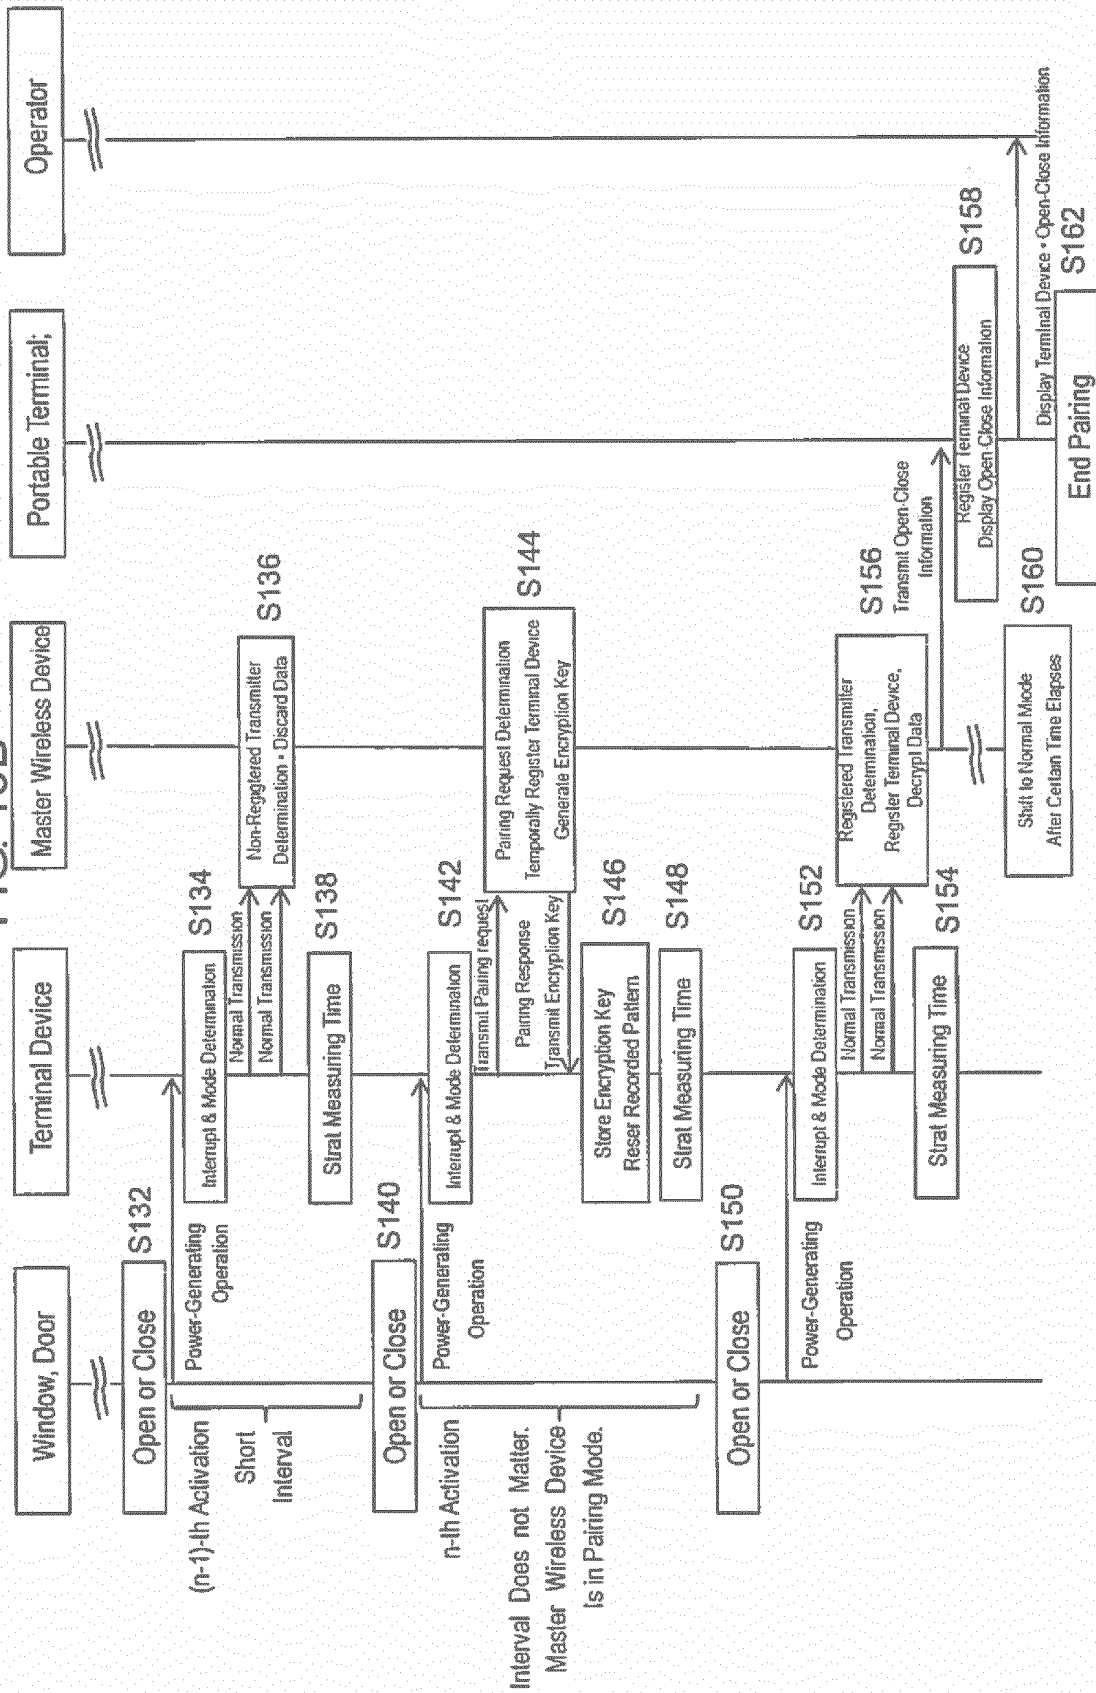 Window, Door
Terminal Device
Master Wireless Device
Portable Terminal;
Operator
Open or Close
S132
(n-1)-th Activation
Short
Interval
Power-Generating
Operation
Interrupt & Mode Determination
S134
Normal Transmission
Normal Transmission
Non-Registered Transmitter
Determination • Discard Data
S136
Strat Measuring Time
S138
Open or Close
S140
n-th Activation
Interval Does not Matter.
Master Wireless Device
Is in Pairing Mode.
Power-Generating
Operation
Interrupt & Mode Determination
S142
Transmit Pairing request
Pairing Request Determination
Temporally Register Terminal Device
Generate Encryption Key
S144
Pairing Response
Transmit Encryption Key
Store Encryption Key
Reser Recorded Pattern
S146
Strat Measuring Time
S148
Open or Close
S150
Power-Generating
Operation
Interrupt & Mode Determination
S152
Normal Transmission
Normal Transmission
Registered Transmitter
Determination,
Register Terminal Device,
Decrypt Data
S156
Strat Measuring Time
S154
Transmit Open-Close
Information
Register Terminal Device
Display Open-Close Information
S158
Display Terminal Device • Open-Close Information
Shift to Normal Mode
After Certain Time Elapses
S160
End Pairing
S162